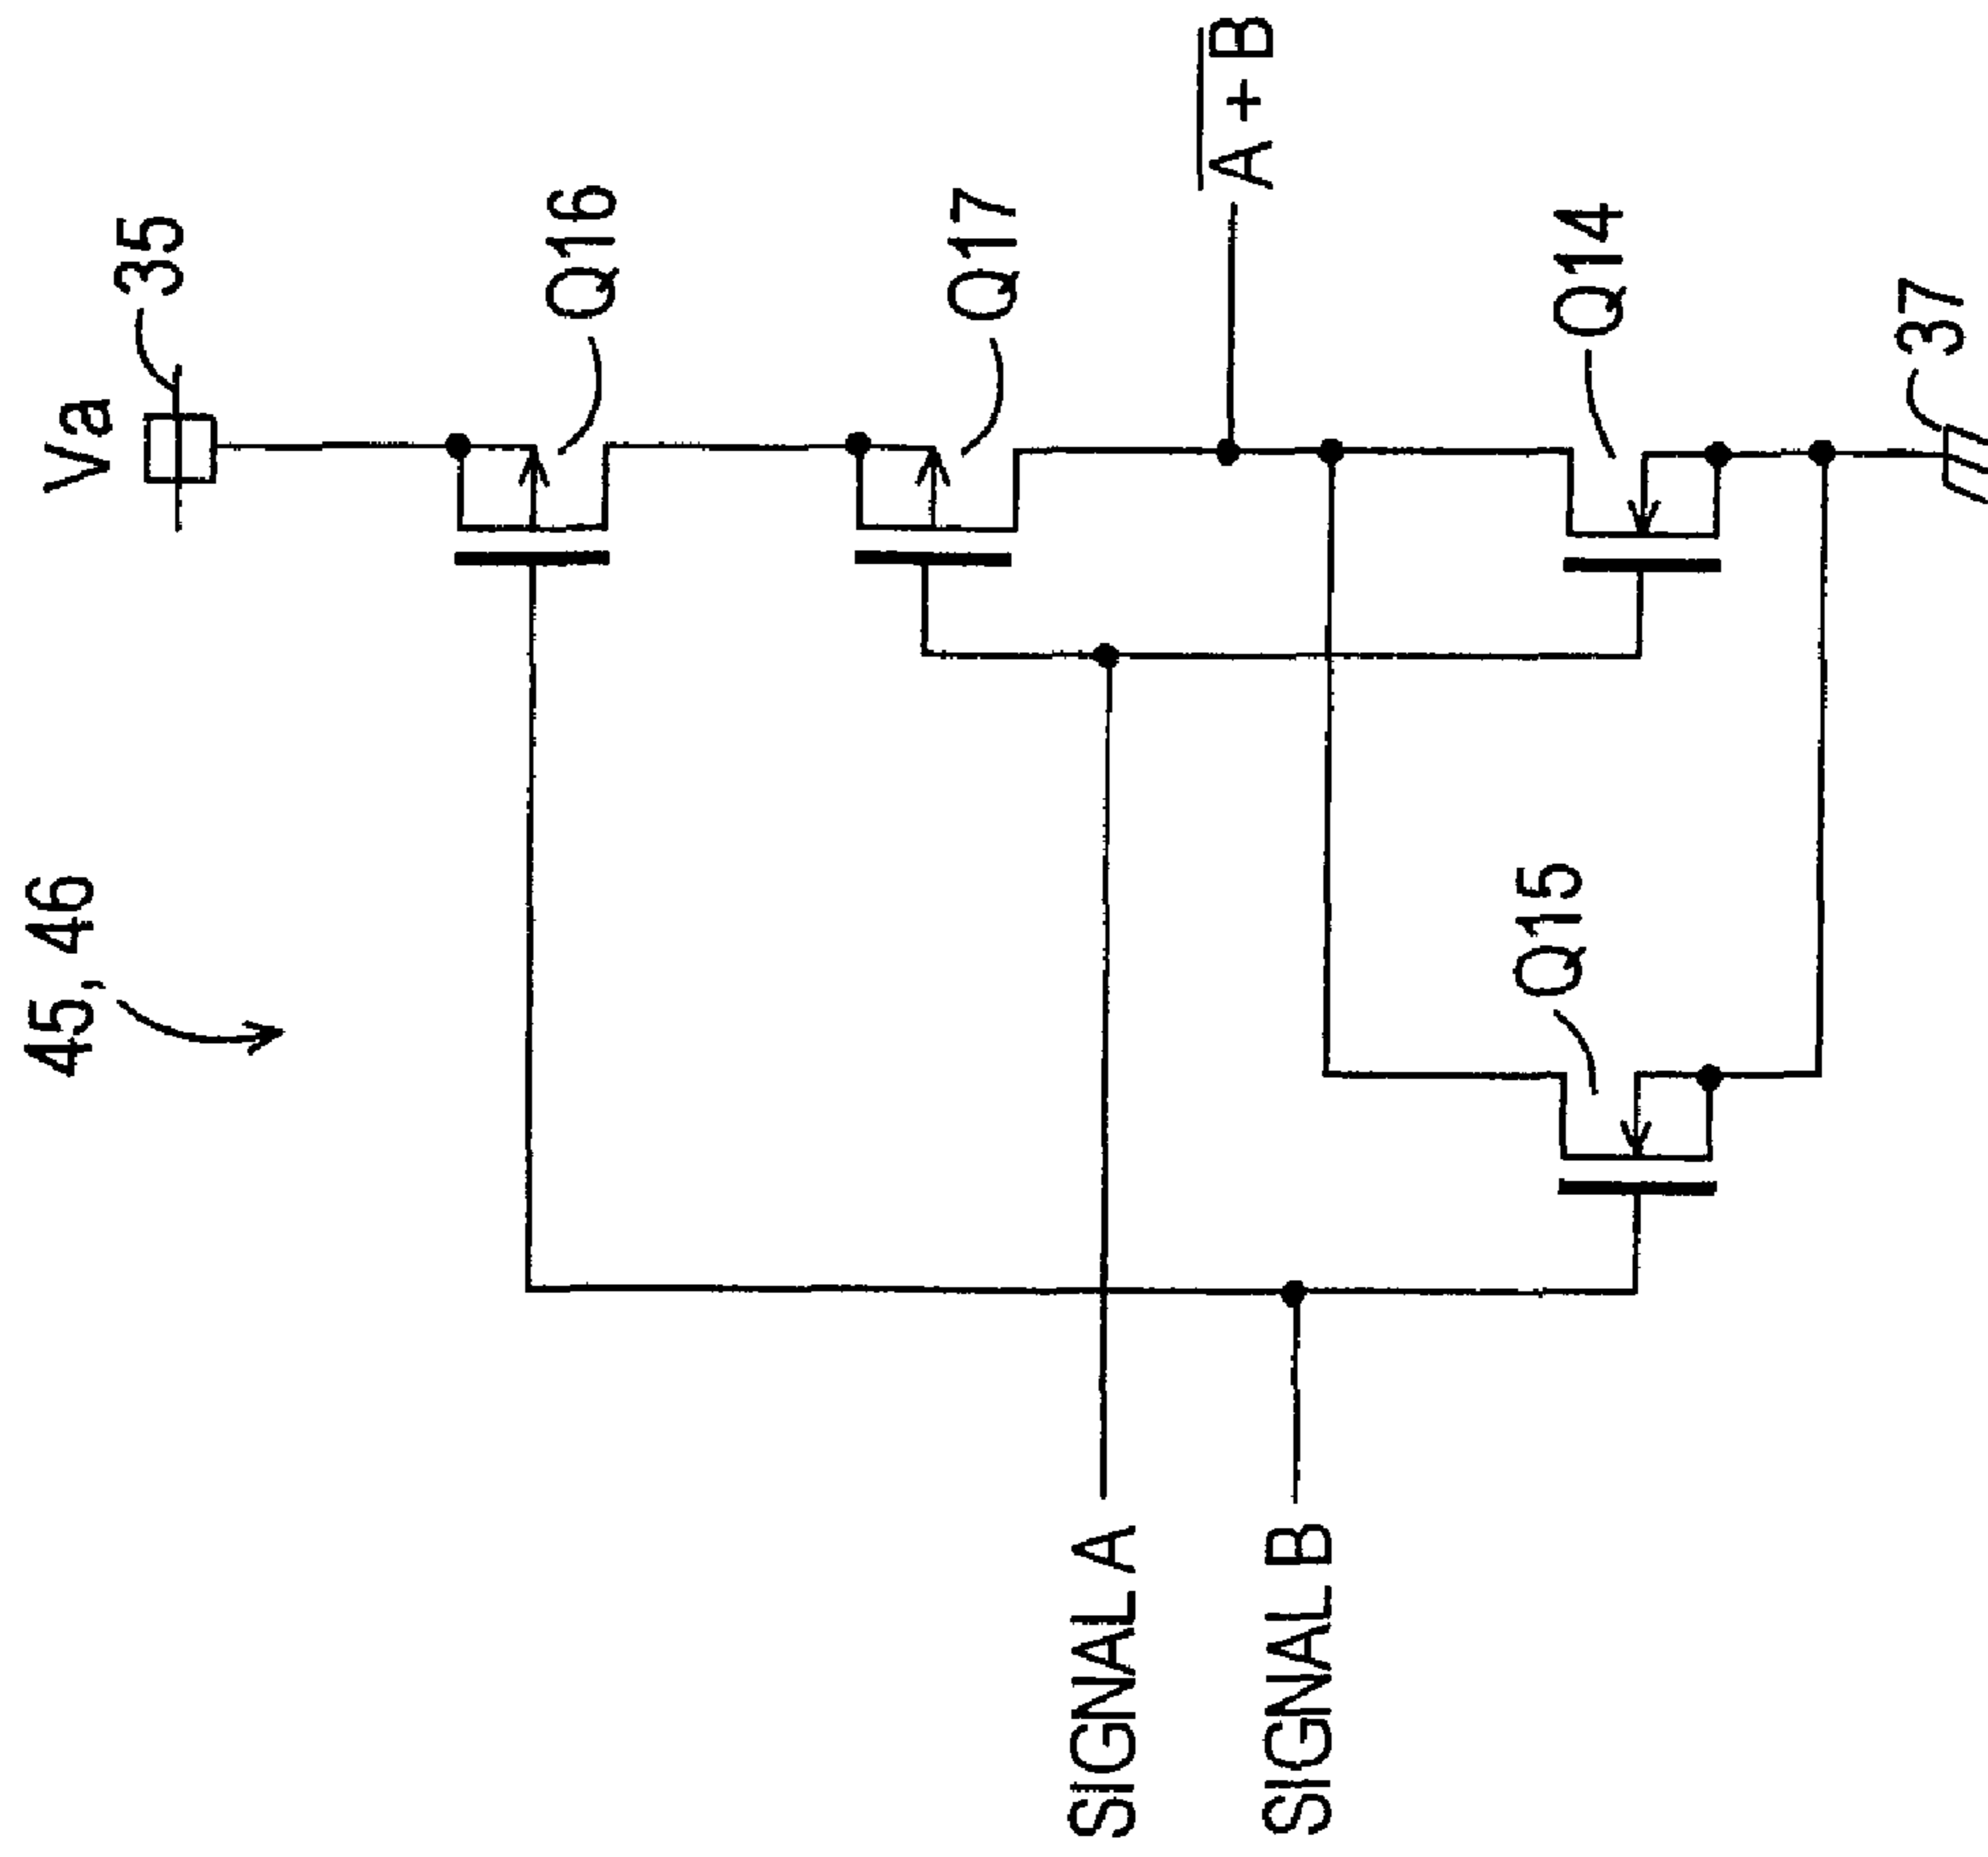 45, 46
Va
35
Q16
Q17
A + B
Q14
Q15
37
SIGNAL A
SIGNAL B